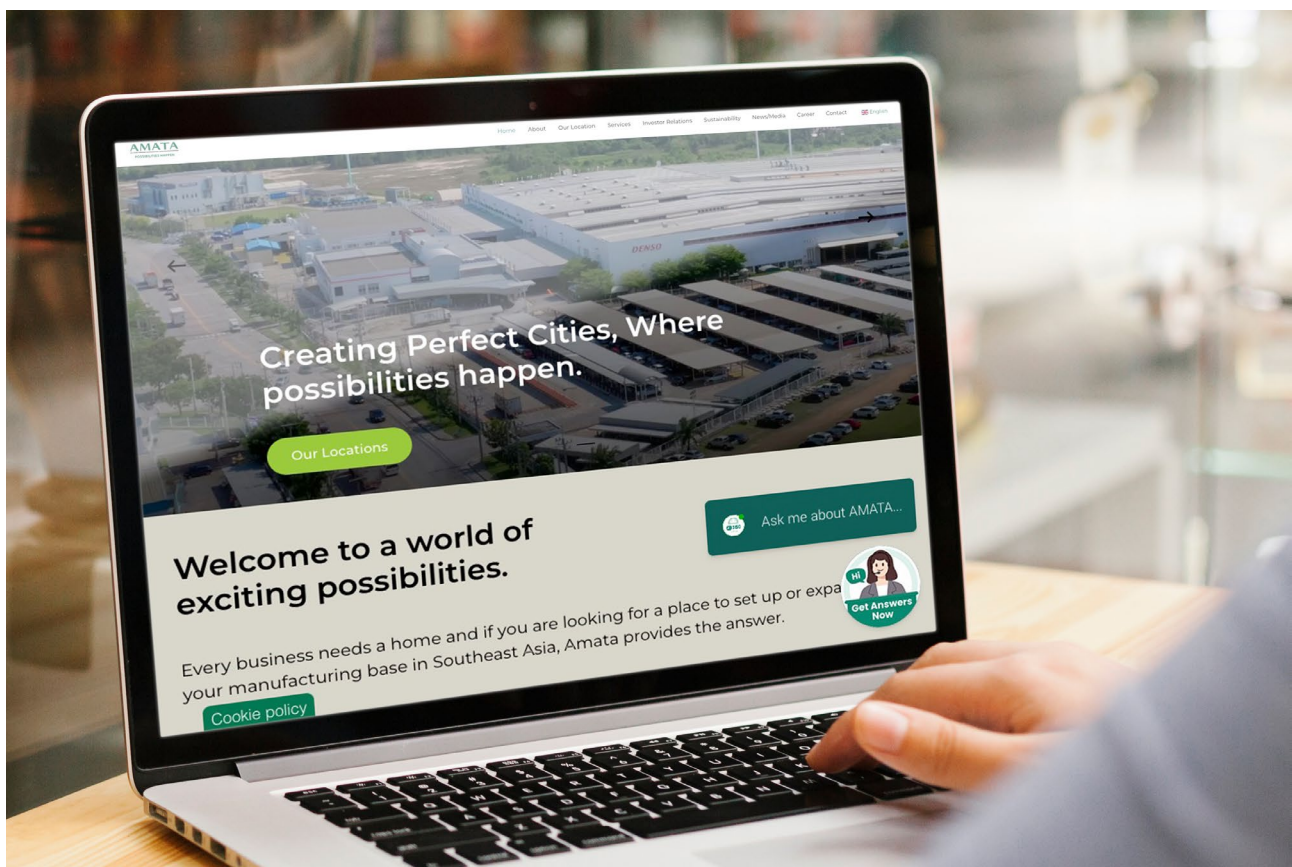 AMATA
Home About Our Location Services Investor Relations Sustainability News/Media Career Contact English
DENSO
Creating Perfect Cities, Where
possibilities happen.
Our Locations
Welcome to a world of
exciting possibilities.
Ask me about AMATA...
Hi
Get Answers
Now
Every business needs a home and if you are looking for a place to set up or expa
your manufacturing base in Southeast Asia, Amata provides the answer.
Cookie policy